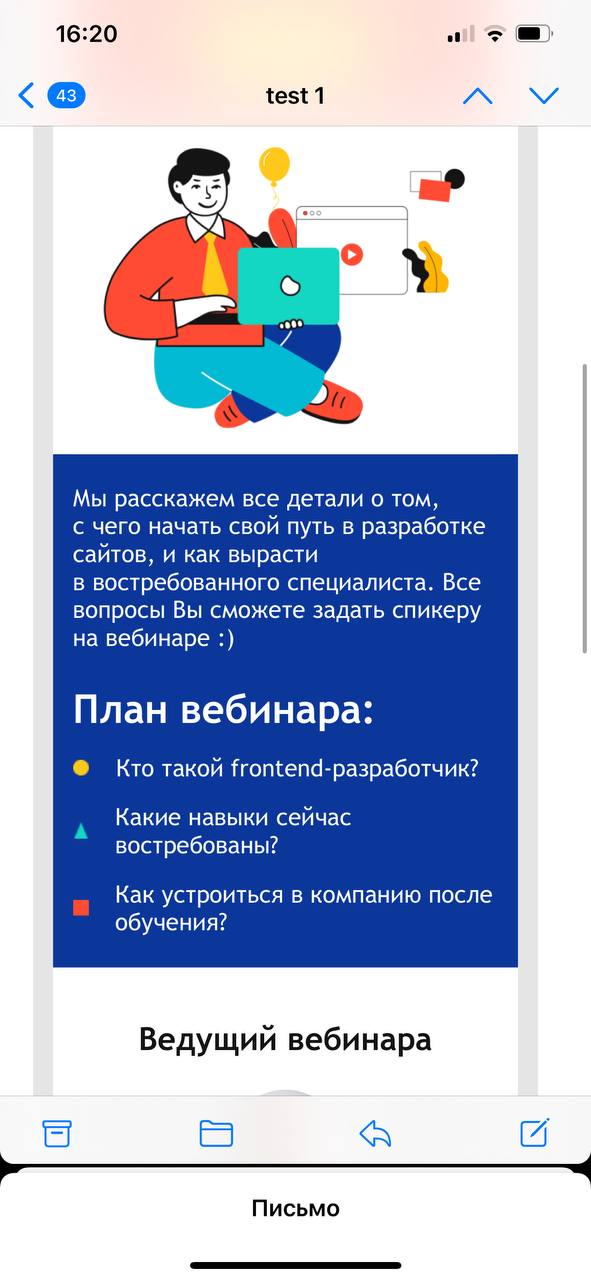 16:20
43
test 1
Мы расскажем все детали о том,
с чего начать свой путь в разработке
сайтов, и как вырасти
в востребованного специалиста. Все
вопросы Вы сможете задать спикеру
на вебинаре :)
План вебинара:
Кто такой frontend-разработчик?
Какие навыки сейчас
востребованы?
Как устроиться в компанию после
обучения?
Ведущий вебинара
Письмо